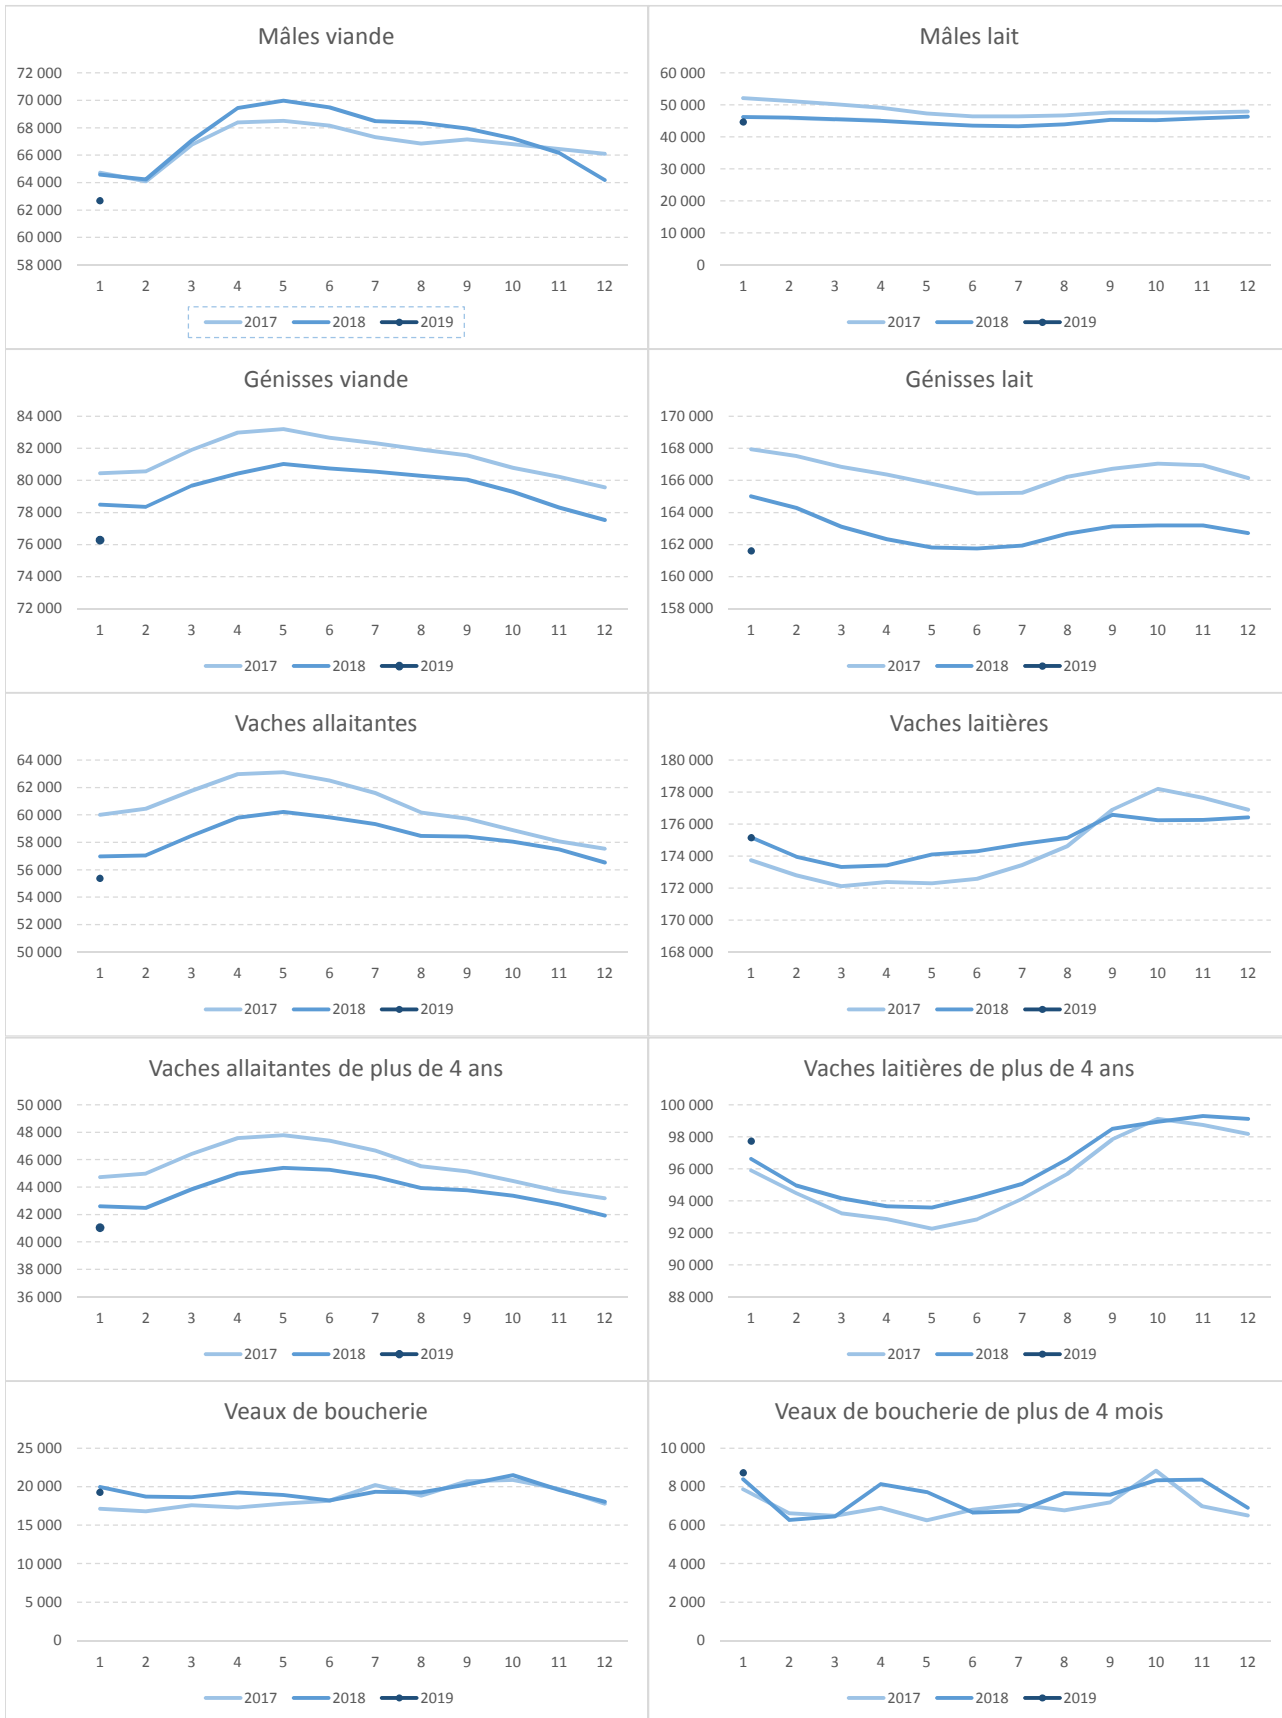 Mâles viande
72 000
70 000
68 000
66 000
64 000
62 000
60 000
58 000
1 2 3 4 5 6 7 8 9 10 11 12
2017 2018 2019
Mâles lait
60 000
50 000
40 000
30 000
20 000
10 000
0
1 2 3 4 5 6 7 8 9 10 11 12
2017 2018 2019
Génisses viande
84 000
82 000
80 000
78 000
76 000
74 000
72 000
1 2 3 4 5 6 7 8 9 10 11 12
2017 2018 2019
Génisses lait
170 000
168 000
166 000
164 000
162 000
160 000
158 000
1 2 3 4 5 6 7 8 9 10 11 12
2017 2018 2019
Vaches allaitantes
64 000
62 000
60 000
58 000
56 000
54 000
52 000
50 000
1 2 3 4 5 6 7 8 9 10 11 12
2017 2018 2019
Vaches laitières
180 000
178 000
176 000
174 000
172 000
170 000
168 000
1 2 3 4 5 6 7 8 9 10 11 12
2017 2018 2019
Vaches allaitantes de plus de 4 ans
50 000
48 000
46 000
44 000
42 000
40 000
38 000
36 000
1 2 3 4 5 6 7 8 9 10 11 12
2017 2018 2019
Vaches laitières de plus de 4 ans
100 000
98 000
96 000
94 000
92 000
90 000
88 000
1 2 3 4 5 6 7 8 9 10 11 12
2017 2018 2019
Veaux de boucherie
25 000
20 000
15 000
10 000
5 000
0
1 2 3 4 5 6 7 8 9 10 11 12
2017 2018 2019
Veaux de boucherie de plus de 4 mois
10 000
8 000
6 000
4 000
2 000
0
1 2 3 4 5 6 7 8 9 10 11 12
2017 2018 2019